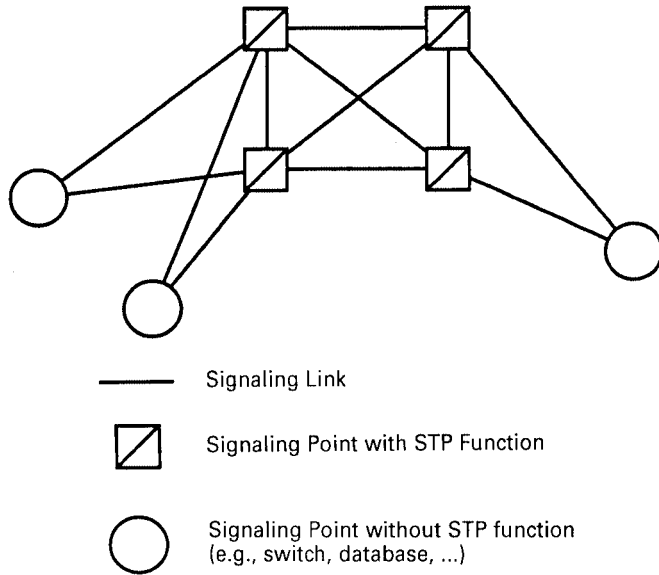 Signaling Link
Signaling Point with STP Function
Signaling Point without STP function
(e.g., switch, database, ...)